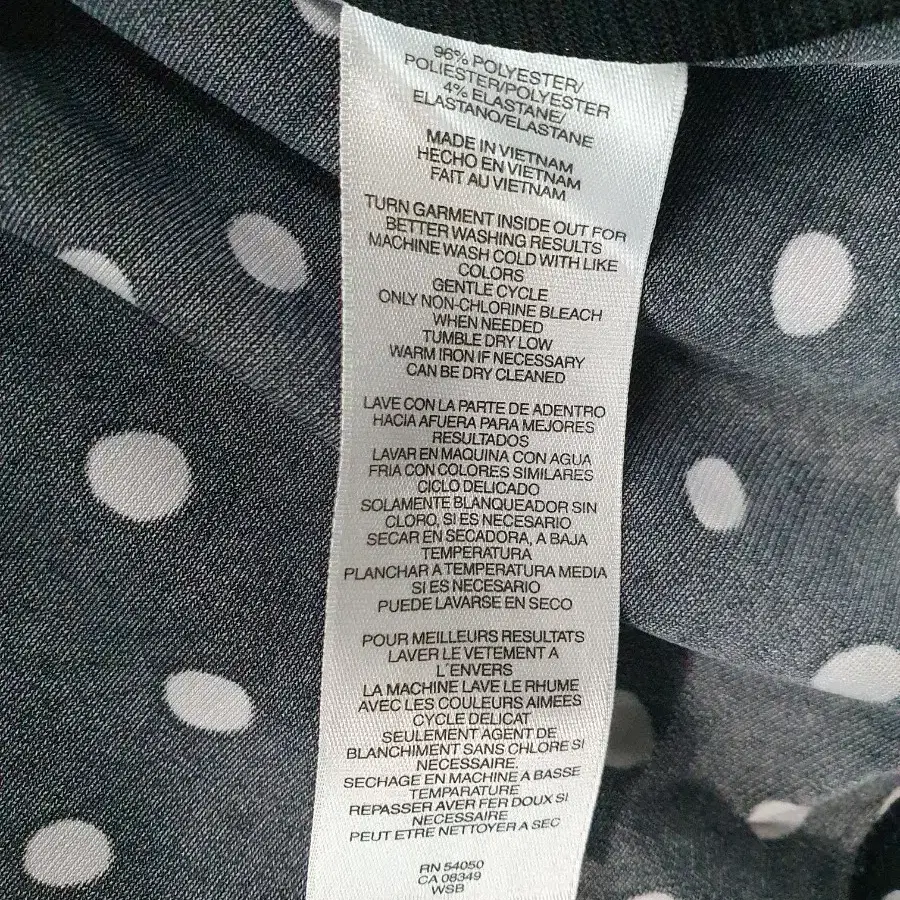 96% POLYESTER/
POLIESTER/POLYESTER
4% ELASTANE/
ELASTANO/ELASTANE
MADE IN VIETNAM
HECHO EN VIETNAM
FAIT AU VIETNAM
TURN GARMENT INSIDE OUT FOR
BETTER WASHING RESULTS
MACHINE WASH COLD WITH LIKE
COLORS
GENTLE CYCLE
ONLY NON-CHLORINE BLEACH
WHEN NEEDED
TUMBLE DRY LOW
WARM IRON IF NECESSARY
CAN BE DRY CLEANED
LAVE CON LA PARTE DE ADENTRO
HACIA AFUERA PARA MEJORES
RESULTADOS
LAVAR EN MAQUINA CON AGUA
FRIA CON COLORES SIMILARES
CICLO DELICADO
SOLAMENTE BLANQUEADOR SIN
CLORO, SI ES NECESARIO
SECAR EN SECADORA, A BAJA
TEMPERATURA
PLANCHAR A TEMPERATURA MEDIA
SI ES NECESARIO
PUEDE LAVARSE EN SECO
POUR MEILLEURS RESULTATS
LAVER LE VETEMENT A
L'ENVERS
LA MACHINE LAVE LE RHUME
AVEC LES COULEURS AIMEES
CYCLE DELICAT
SEULEMENT AGENT DE
BLANCHIMENT SANS CHLORE SI
NECESSAIRE.
SECHAGE EN MACHINE A BASSE
TEMPARATURE
REPASSER AVER FER DOUX SI
NECESSAIRE
PEUT ETRE NETTOYER A SEC
RN 54050
CA 08349
WSB